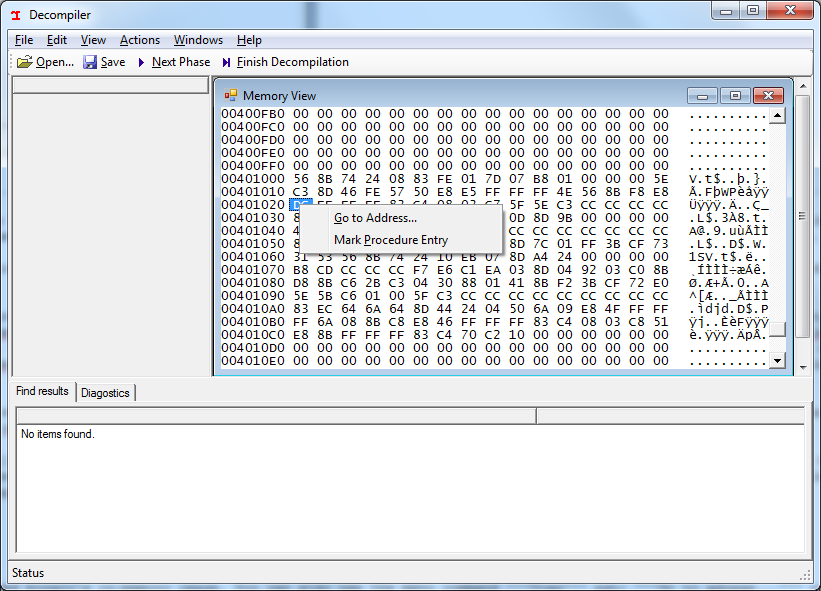 Decompiler
File Edit View Actions Windows Help
Open... Save Next Phase Finish Decompilation
Memory View
00400FB0 00 00 00 00 00 00 00 00 00 00 00 00 00 00 00 00 ..........
00400FC0 00 00 00 00 00 00 00 00 00 00 00 00 00 00 00 00 ..........
00400FD0 00 00 00 00 00 00 00 00 00 00 00 00 00 00 00 00 ..........
00400FE0 00 00 00 00 00 00 00 00 00 00 00 00 00 00 00 00 ..........
00400FF0 00 00 00 00 00 00 00 00 00 00 00 00 00 00 00 00 ..........
00401000 56 8B 74 24 08 83 FE 01 7D 07 B8 01 00 00 00 5E V.t$..þ.}.
00401010 C3 8D 46 FE 57 50 E8 E5 FF FF FF 4E 56 8B F8 E8 Ã.FþWPèåÿÿ
00401020 Üÿÿÿ.Ä..Ç_
Go to Address...
5F 5E C3 CC CC CC CC CC
00401030 8 0D 8D 9B 00 00 00 00 .L$.3À8.t.
00401040 4 CC CC CC CC CC CC CC A@.9.uùÃÌÌ
Mark Procedure Entry
00401050 8 8D 7C 01 FF 3B CF 73 .L$..D$.W.
00401060 31 53 56 8B 74 24 10 EB 07 8D A4 24 00 00 00 00 1SV.t$.ë..
00401070 B8 CD CC CC CC F7 E6 C1 EA 03 8D 04 92 03 C0 8B ¸ÍÌÌÌ÷æÁê.
00401080 D8 8B C6 2B C3 04 30 88 01 41 8B F2 3B CF 72 E0 Ø.Æ+Ã.0..A
00401090 5E 5B C6 01 00 5F C3 CC CC CC CC CC CC CC CC CC ^[Æ.._ÃÌÌÌ
004010A0 83 EC 64 6A 64 8D 44 24 04 50 6A 09 E8 4F FF FF .ìdjd.D$.P
004010B0 FF 6A 08 8B C8 E8 46 FF FF FF 83 C4 08 03 C8 51 ÿj..ÈèFÿÿÿ
004010C0 E8 8B FF FF FF 83 C4 70 C2 10 00 00 00 00 00 00 è.ÿÿÿ.ÄpÂ.
004010D0 00 00 00 00 00 00 00 00 00 00 00 00 00 00 00 00 ..........
004010E0 00 00 00 00 00 00 00 00 00 00 00 00 00 00 00 00 ..........
Find results Diagostics
No items found.
Status